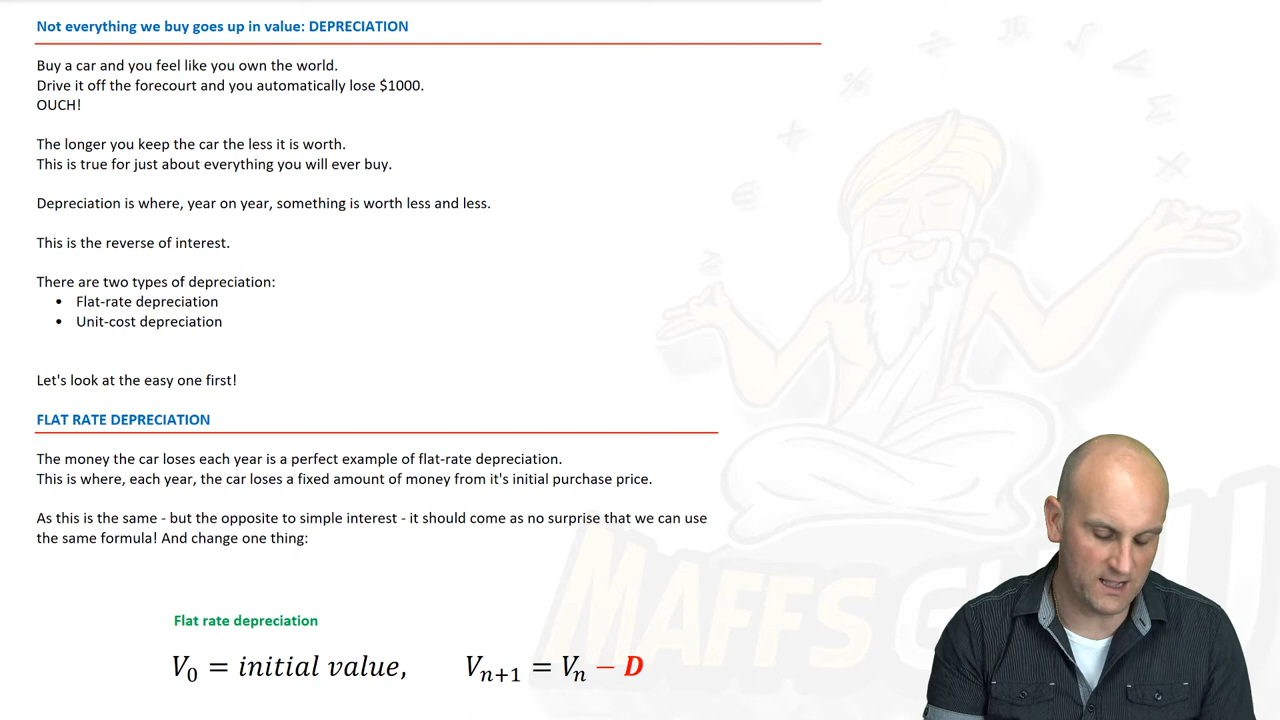 Not everything we buy goes up in value: DEPRECIATION
Buy a car and you feel like you own the world.
Drive it off the forecourt and you automatically lose $1000.
OUCH!
The longer you keep the car the less it is worth.
This is true for just about everything you will ever buy.
Depreciation is where, year on year, something is worth less and less.
This is the reverse of interest.
There are two types of depreciation:
• Flat-rate depreciation
• Unit-cost depreciation
Let's look at the easy one first!
FLAT RATE DEPRECIATION
The money the car loses each year is a perfect example of flat-rate depreciation.
This is where, each year, the car loses a fixed amount of money from it's initial purchase price.
As this is the same - but the opposite to simple interest - it should come as no surprise that we can use
the same formula! And change one thing:
MAFFS G U
Flat rate depreciation
V₀ = initial value, Vₙ₊₁ = Vₙ − D